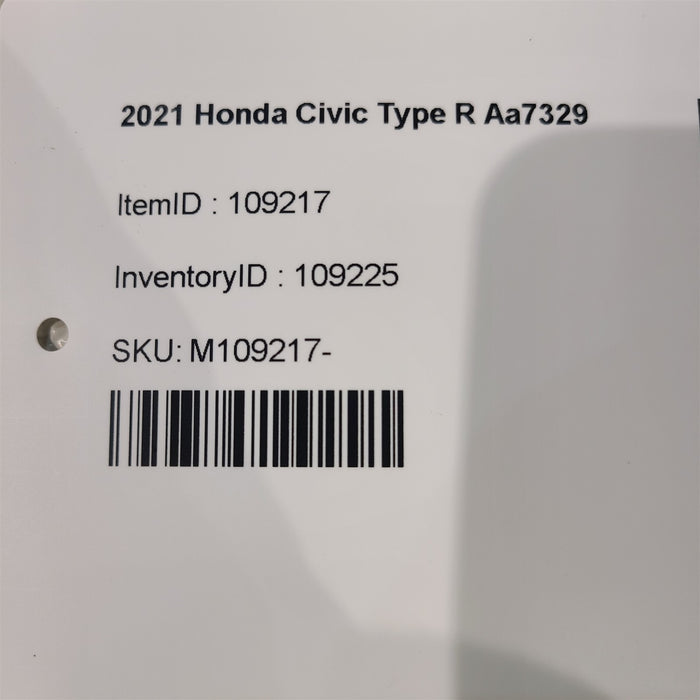 2021 Honda Civic Type R Aa7329
ItemID : 109217
InventoryID : 109225
SKU: M109217-